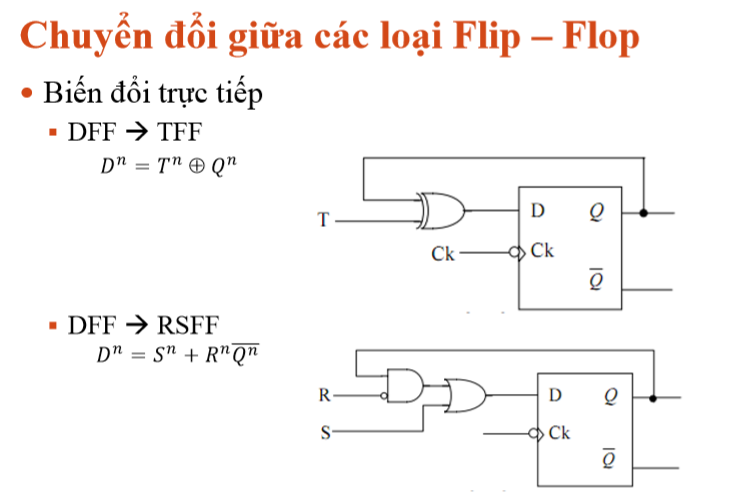 Chuyển đổi giữa các loại Flip – Flop
• Biến đổi trực tiếp
▪ DFF → TFF
𝐷ⁿ = 𝑇ⁿ ⊕ 𝑄ⁿ
T
D Q
Ck
Ck
Q̅
▪ DFF → RSFF
𝐷ⁿ = 𝑆ⁿ + 𝑅ⁿ𝑄̅ⁿ̅
R
D Q
S
Ck
Q̅